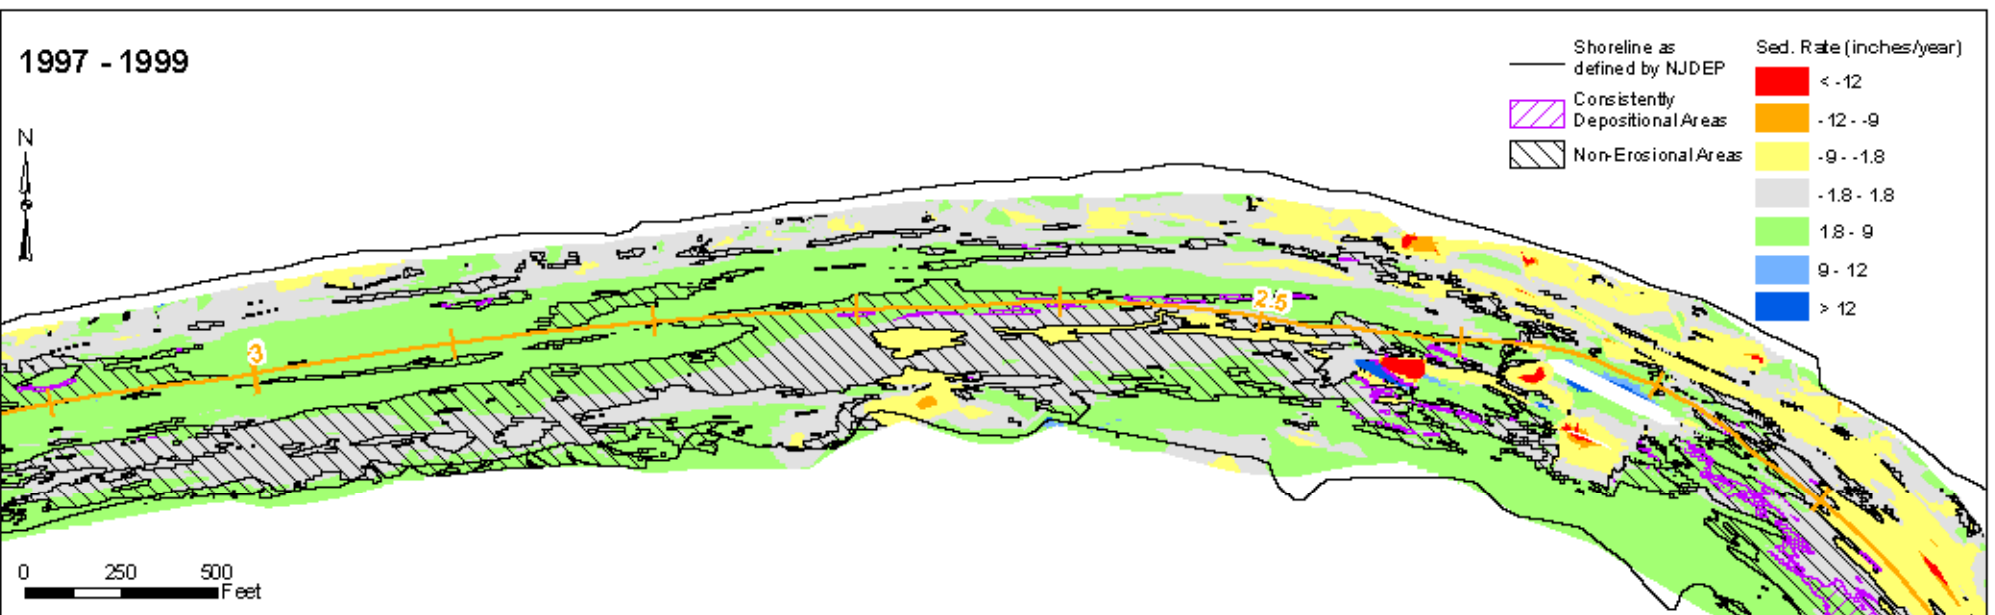 1997 - 1999
N
Shoreline as
defined by NJDEP
Consistently
Depositional Areas
Non-Erosional Areas
Sed. Rate (inches/year)
< -12
-12 - -9
-9 - -1.8
-1.8 - 1.8
1.8 - 9
9 - 12
> 12
2.5
3
0 250 500
Feet